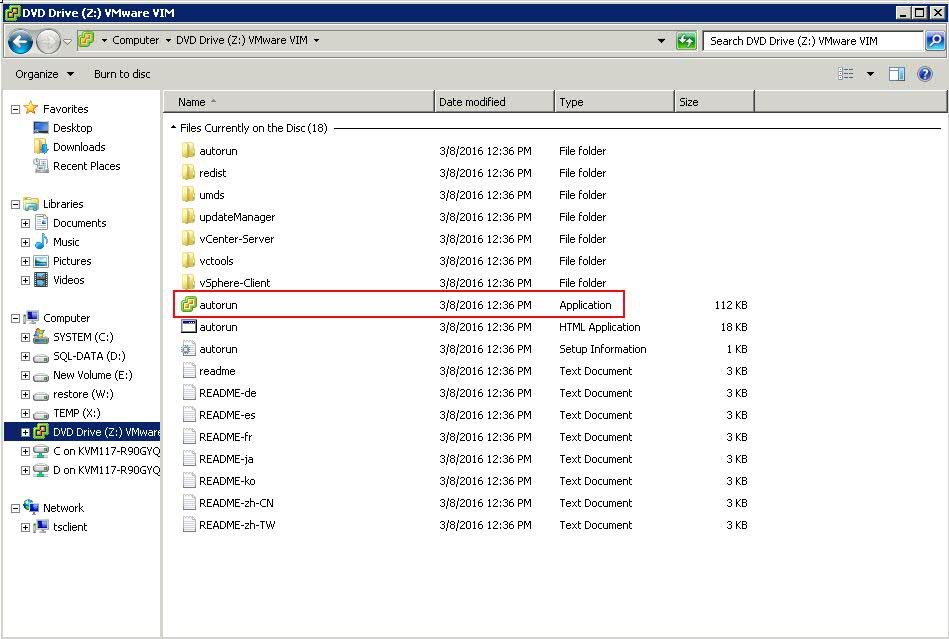 DVD Drive (Z:) VMware VIM
Computer DVD Drive (Z:) VMware VIM Search DVD Drive (Z:) VMware VIM
Organize Burn to disc
Favorites
Desktop
Downloads
Recent Places
Libraries
Documents
Music
Pictures
Videos
Computer
SYSTEM (C:)
SQL-DATA (D:)
New Volume (E:)
restore (W:)
TEMP (X:)
DVD Drive (Z:) VMware
C on KVM117-R90GYQ
D on KVM117-R90GYQ
Network
tsclient
Name Date modified Type Size
Files Currently on the Disc (18)
autorun 3/8/2016 12:36 PM File folder
redist 3/8/2016 12:36 PM File folder
umds 3/8/2016 12:36 PM File folder
updateManager 3/8/2016 12:36 PM File folder
vCenter-Server 3/8/2016 12:36 PM File folder
vctools 3/8/2016 12:36 PM File folder
vSphere-Client 3/8/2016 12:36 PM File folder
autorun 3/8/2016 12:36 PM Application 112 KB
autorun 3/8/2016 12:36 PM HTML Application 18 KB
autorun 3/8/2016 12:36 PM Setup Information 1 KB
readme 3/8/2016 12:36 PM Text Document 3 KB
README-de 3/8/2016 12:36 PM Text Document 3 KB
README-es 3/8/2016 12:36 PM Text Document 3 KB
README-fr 3/8/2016 12:36 PM Text Document 3 KB
README-ja 3/8/2016 12:36 PM Text Document 3 KB
README-ko 3/8/2016 12:36 PM Text Document 3 KB
README-zh-CN 3/8/2016 12:36 PM Text Document 3 KB
README-zh-TW 3/8/2016 12:36 PM Text Document 3 KB